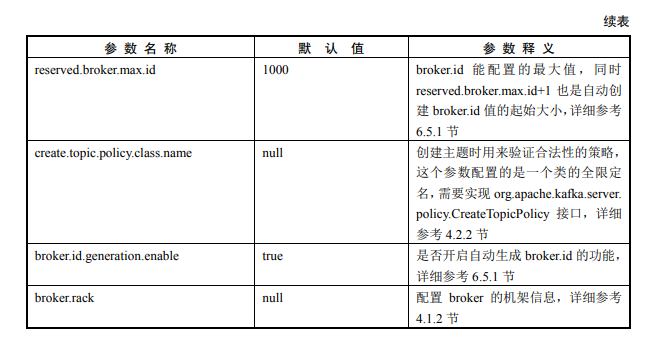 续表
参 数 名 称 默 认 值 参 数 释 义
reserved.broker.max.id 1000 broker.id 能配置的最大值，同时
reserved.broker.max.id+1 也是自动创
建 broker.id 值的起始大小，详细参考
6.5.1 节
create.topic.policy.class.name null 创建主题时用来验证合法性的策略，
这个参数配置的是一个类的全限定
名，需要实现 org.apache.kafka.server.
policy.CreateTopicPolicy 接口，详细
参考 4.2.2 节
broker.id.generation.enable true 是否开启自动生成 broker.id 的功能，
详细参考 6.5.1 节
broker.rack null 配置 broker 的机架信息，详细参考
4.1.2 节